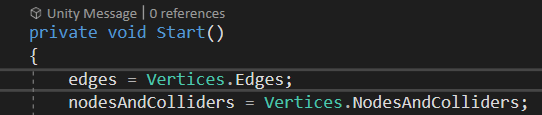 Unity Message | 0 references
private void Start()
{
edges = Vertices.Edges;
nodesAndColliders = Vertices.NodesAndColliders;